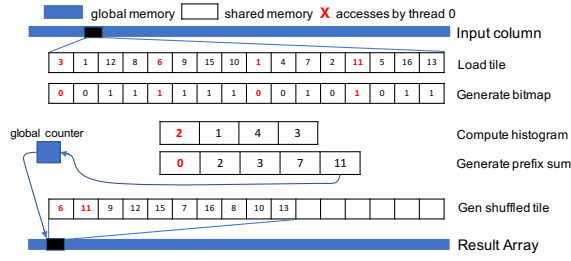 global memory shared memory X accesses by thread 0
Input column
3 1 12 8 6 9 15 10 1 4 7 2 11 5 16 13 Load tile
0 0 1 1 1 1 1 1 0 0 1 0 1 0 1 1 Generate bitmap
global counter
2 1 4 3 Compute histogram
0 2 3 7 11 Generate prefix sum
6 11 9 12 15 7 16 8 10 13 Gen shuffled tile
Result Array